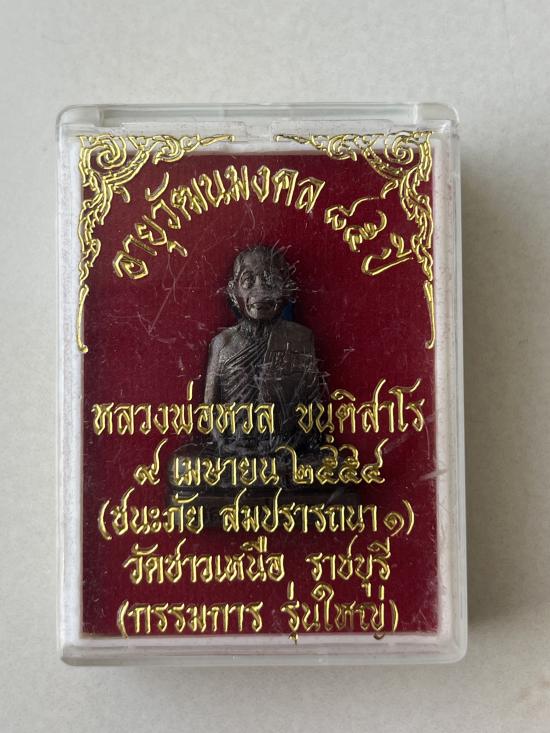 อายุวัฒนมงคล ๘๓ ปี
หลวงพ่อหวล ขนฺติสาโร
๙ เมษายน ๒๕๕๔
(ชนะภัย สมปรารถนา ๑)
วัดชาวเหนือ ราชบุรี
(กรรมการ รุ่นใหญ่)